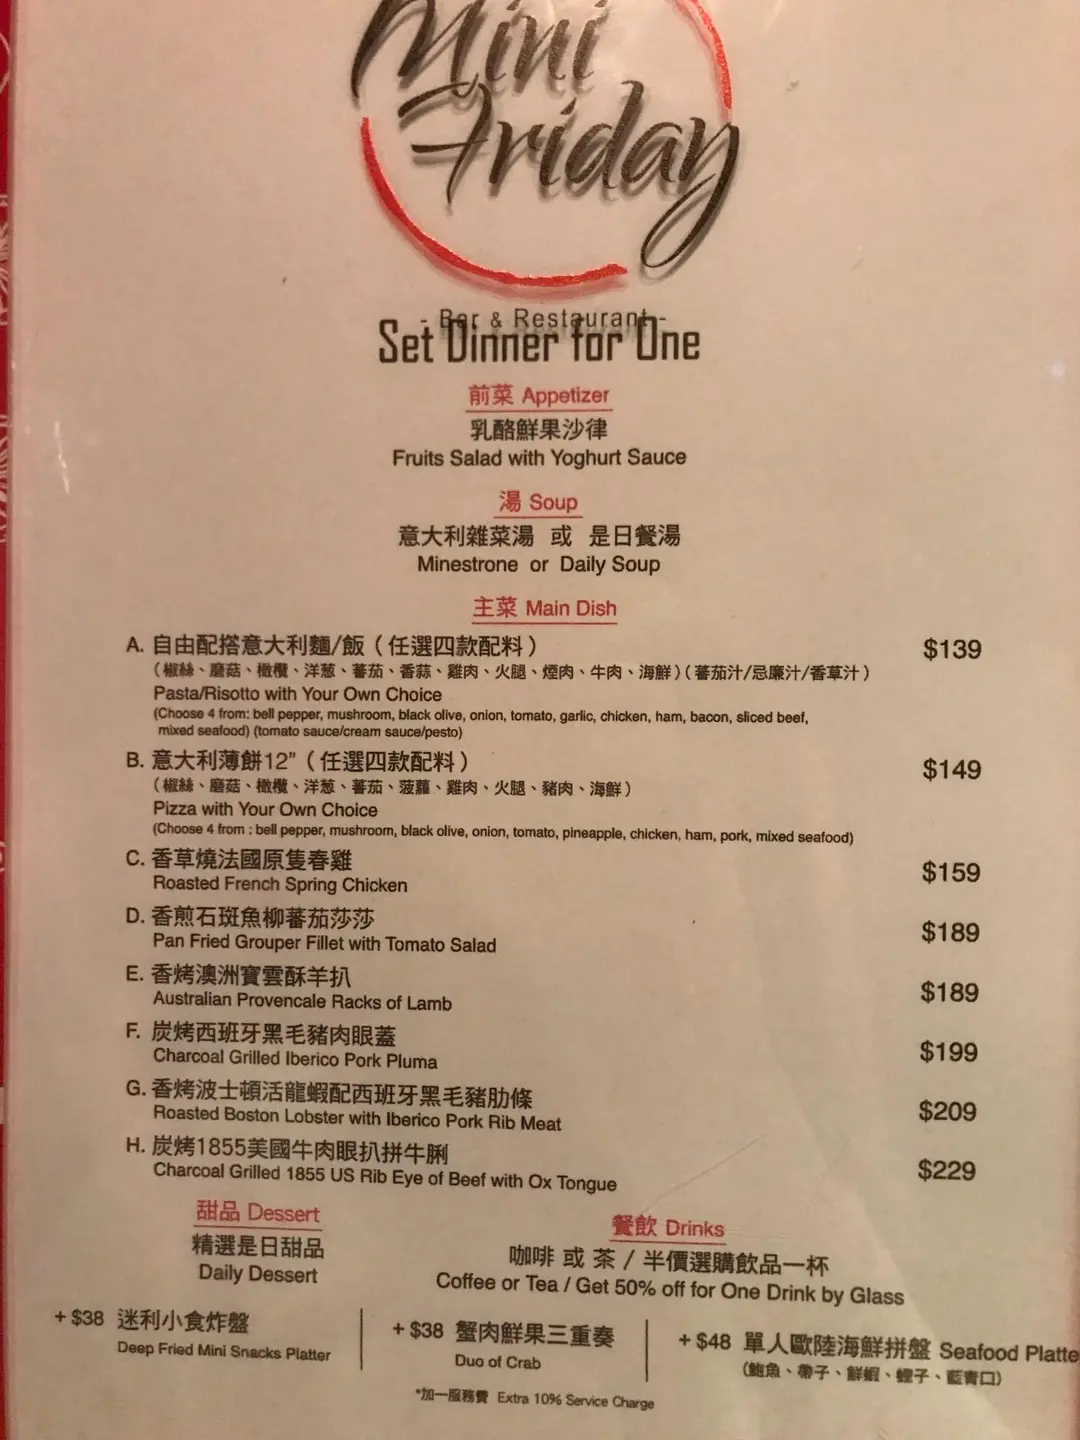 Mini
Friday
- Bar & Restaurant -
Set Dinner for One
前菜 Appetizer
乳酪鮮果沙律
Fruits Salad with Yoghurt Sauce
湯 Soup
意大利雜菜湯 或 是日餐湯
Minestrone or Daily Soup
主菜 Main Dish
A. 自由配搭意大利麵/飯（任選四款配料） $139
（椒絲、磨菇、橄欖、洋葱、蕃茄、香蒜、雞肉、火腿、煙肉、牛肉、海鮮）（蕃茄汁/忌廉汁/香草汁）
Pasta/Risotto with Your Own Choice
(Choose 4 from: bell pepper, mushroom, black olive, onion, tomato, garlic, chicken, ham, bacon, sliced beef,
mixed seafood) (tomato sauce/cream sauce/pesto)
B. 意大利薄餅12"（任選四款配料） $149
（椒絲、磨菇、橄欖、洋葱、蕃茄、菠蘿、雞肉、火腿、豬肉、海鮮）
Pizza with Your Own Choice
(Choose 4 from : bell pepper, mushroom, black olive, onion, tomato, pineapple, chicken, ham, pork, mixed seafood)
C. 香草燒法國原隻春雞 $159
Roasted French Spring Chicken
D. 香煎石斑魚柳蕃茄莎莎 $189
Pan Fried Grouper Fillet with Tomato Salad
E. 香烤澳洲寶雲酥羊扒 $189
Australian Provencale Racks of Lamb
F. 炭烤西班牙黑毛豬肉眼蓋 $199
Charcoal Grilled Iberico Pork Pluma
G. 香烤波士頓活龍蝦配西班牙黑毛豬肋條 $209
Roasted Boston Lobster with Iberico Pork Rib Meat
H. 炭烤1855美國牛肉眼扒拼牛脷 $229
Charcoal Grilled 1855 US Rib Eye of Beef with Ox Tongue
甜品 Dessert
精選是日甜品
Daily Dessert
餐飲 Drinks
咖啡 或 茶 / 半價選購飲品一杯
Coffee or Tea / Get 50% off for One Drink by Glass
+ $38 迷利小食炸盤
Deep Fried Mini Snacks Platter
+ $38 蟹肉鮮果三重奏
Duo of Crab
+ $48 單人歐陸海鮮拼盤 Seafood Platte
（鮑魚、帶子、鮮蝦、蟶子、藍青口）
*加一服務費 Extra 10% Service Charge